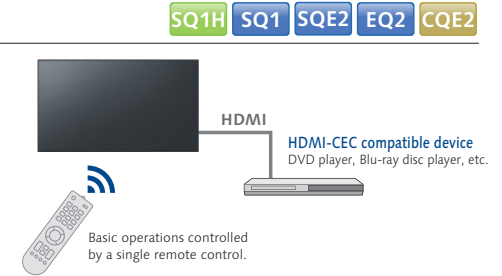 SQ1H SQ1 SQE2 EQ2 CQE2
HDMI
HDMI-CEC compatible device
DVD player, Blu-ray disc player, etc.
Basic operations controlled
by a single remote control.